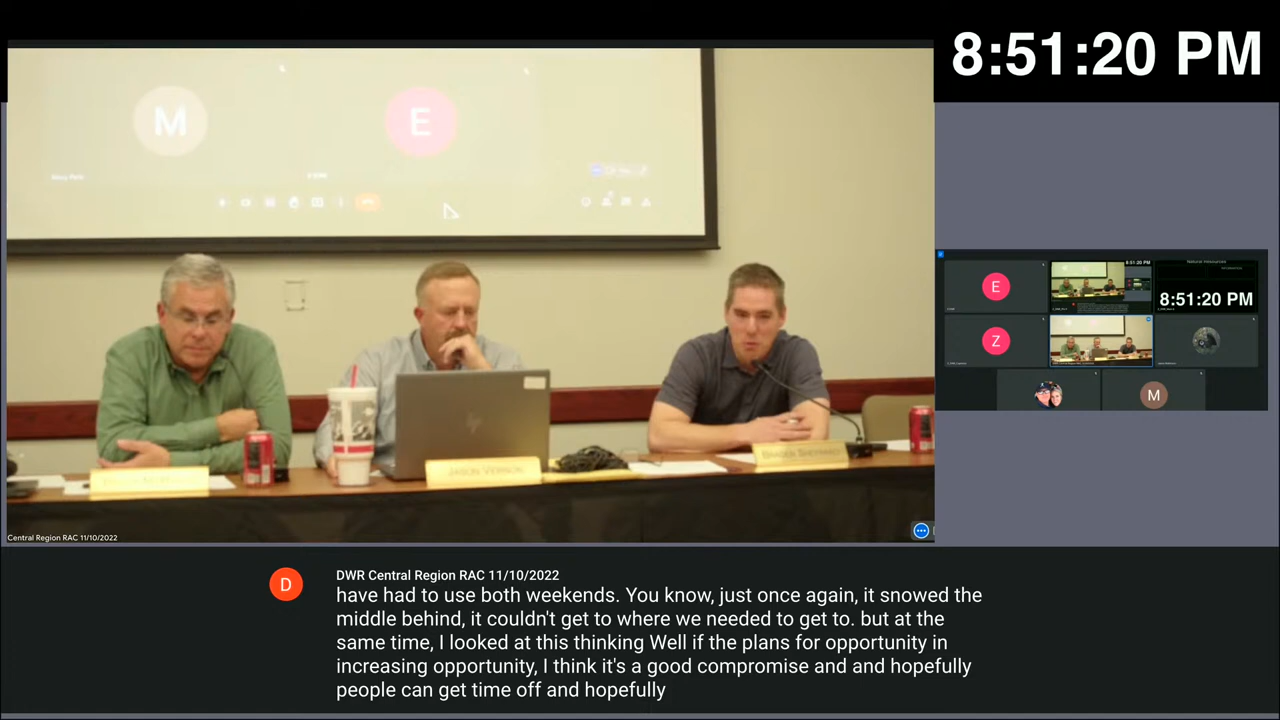 8:51:20 PM
M
E
JASON VERNON
Central Region RAC 11/10/2022
E
8:51:20 PM
Z
M
D
DWR Central Region RAC 11/10/2022
have had to use both weekends. You know, just once again, it snowed the
middle behind, it couldn't get to where we needed to get to. but at the
same time, I looked at this thinking Well if the plans for opportunity in
increasing opportunity, I think it's a good compromise and and hopefully
people can get time off and hopefully